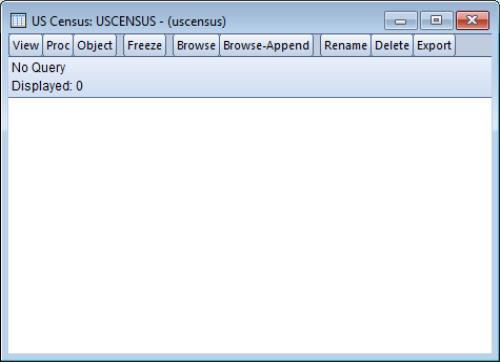 US Census: USCENSUS - (uscensus)
View Proc Object Freeze Browse Browse-Append Rename Delete Export
No Query
Displayed: 0